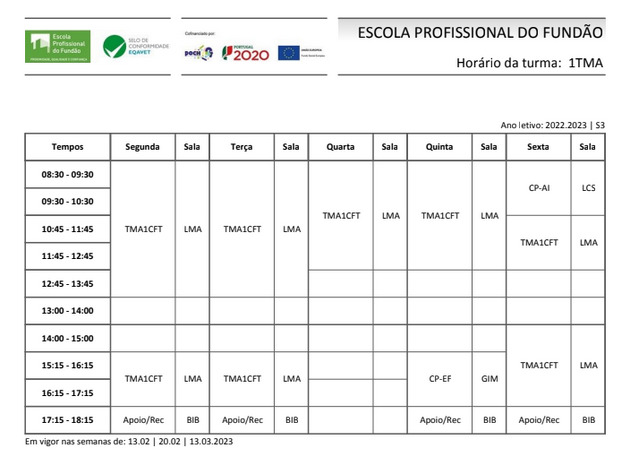 Escola
Profissional
do Fundão
SELO DE
CONFORMIDADE
EQAVET
Cofinanciado por:
POCH
PORTUGAL
2020
UNIÃO EUROPEIA
Fundo Social Europeu
ESCOLA PROFISSIONAL DO FUNDÃO
Horário da turma: 1TMA
Ano letivo: 2022.2023 | S3
Tempos Segunda Sala Terça Sala Quarta Sala Quinta Sala Sexta Sala
08:30 - 09:30
CP-AI LCS
09:30 - 10:30
TMA1CFT LMA TMA1CFT LMA TMA1CFT LMA TMA1CFT LMA
10:45 - 11:45
TMA1CFT LMA
11:45 - 12:45
12:45 - 13:45
13:00 - 14:00
14:00 - 15:00
15:15 - 16:15
TMA1CFT LMA
TMA1CFT LMA TMA1CFT LMA CP-EF GIM
16:15 - 17:15
17:15 - 18:15 Apoio/Rec BIB Apoio/Rec BIB Apoio/Rec BIB Apoio/Rec BIB
Em vigor nas semanas de: 13.02 | 20.02 | 13.03.2023